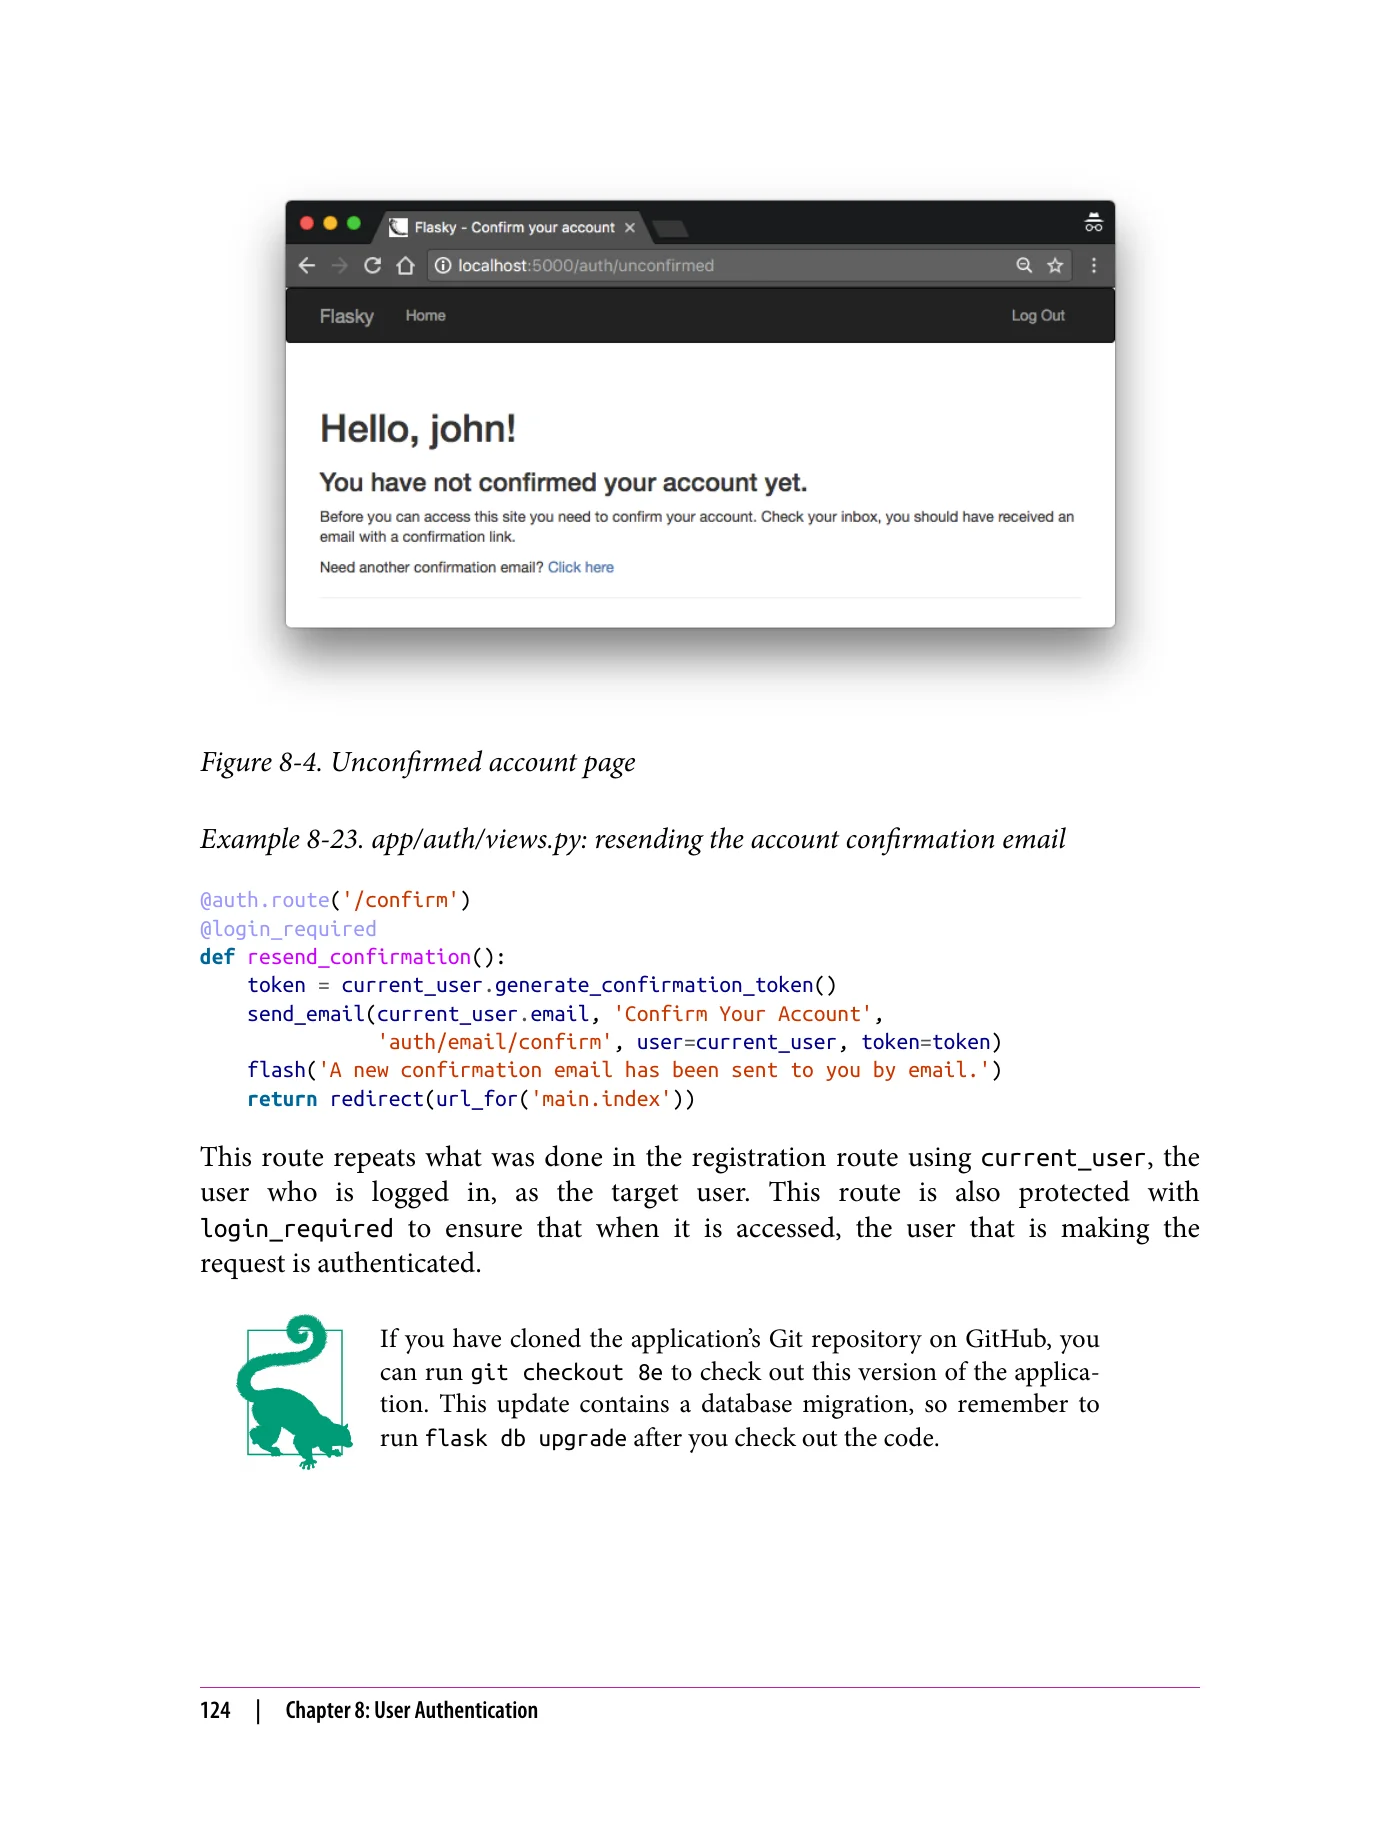 Flasky - Confirm your account
localhost:5000/auth/unconfirmed
Flasky Home Log Out
Hello, john!
You have not confirmed your account yet.
Before you can access this site you need to confirm your account. Check your inbox, you should have received an
email with a confirmation link.
Need another confirmation email? Click here
Figure 8-4. Unconfirmed account page
Example 8-23. app/auth/views.py: resending the account confirmation email
@auth.route('/confirm')
@login_required
def resend_confirmation():
    token = current_user.generate_confirmation_token()
    send_email(current_user.email, 'Confirm Your Account',
               'auth/email/confirm', user=current_user, token=token)
    flash('A new confirmation email has been sent to you by email.')
    return redirect(url_for('main.index'))
This route repeats what was done in the registration route using current_user, the
user who is logged in, as the target user. This route is also protected with
login_required to ensure that when it is accessed, the user that is making the
request is authenticated.
If you have cloned the application’s Git repository on GitHub, you
can run git checkout 8e to check out this version of the applica-
tion. This update contains a database migration, so remember to
run flask db upgrade after you check out the code.
124 | Chapter 8: User Authentication